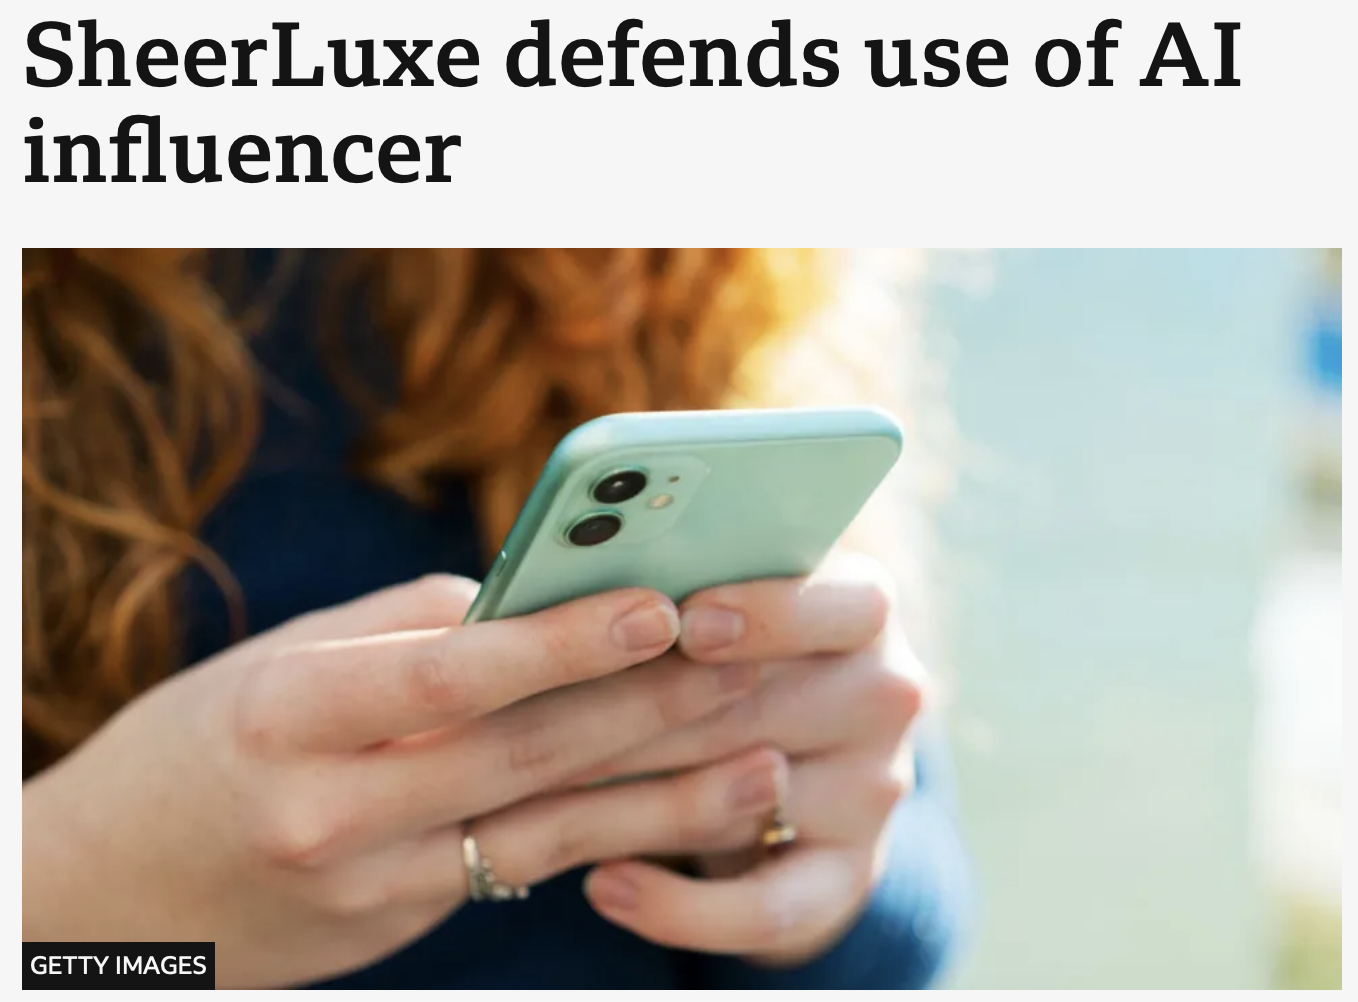 SheerLuxe defends use of AI
influencer
GETTY IMAGES